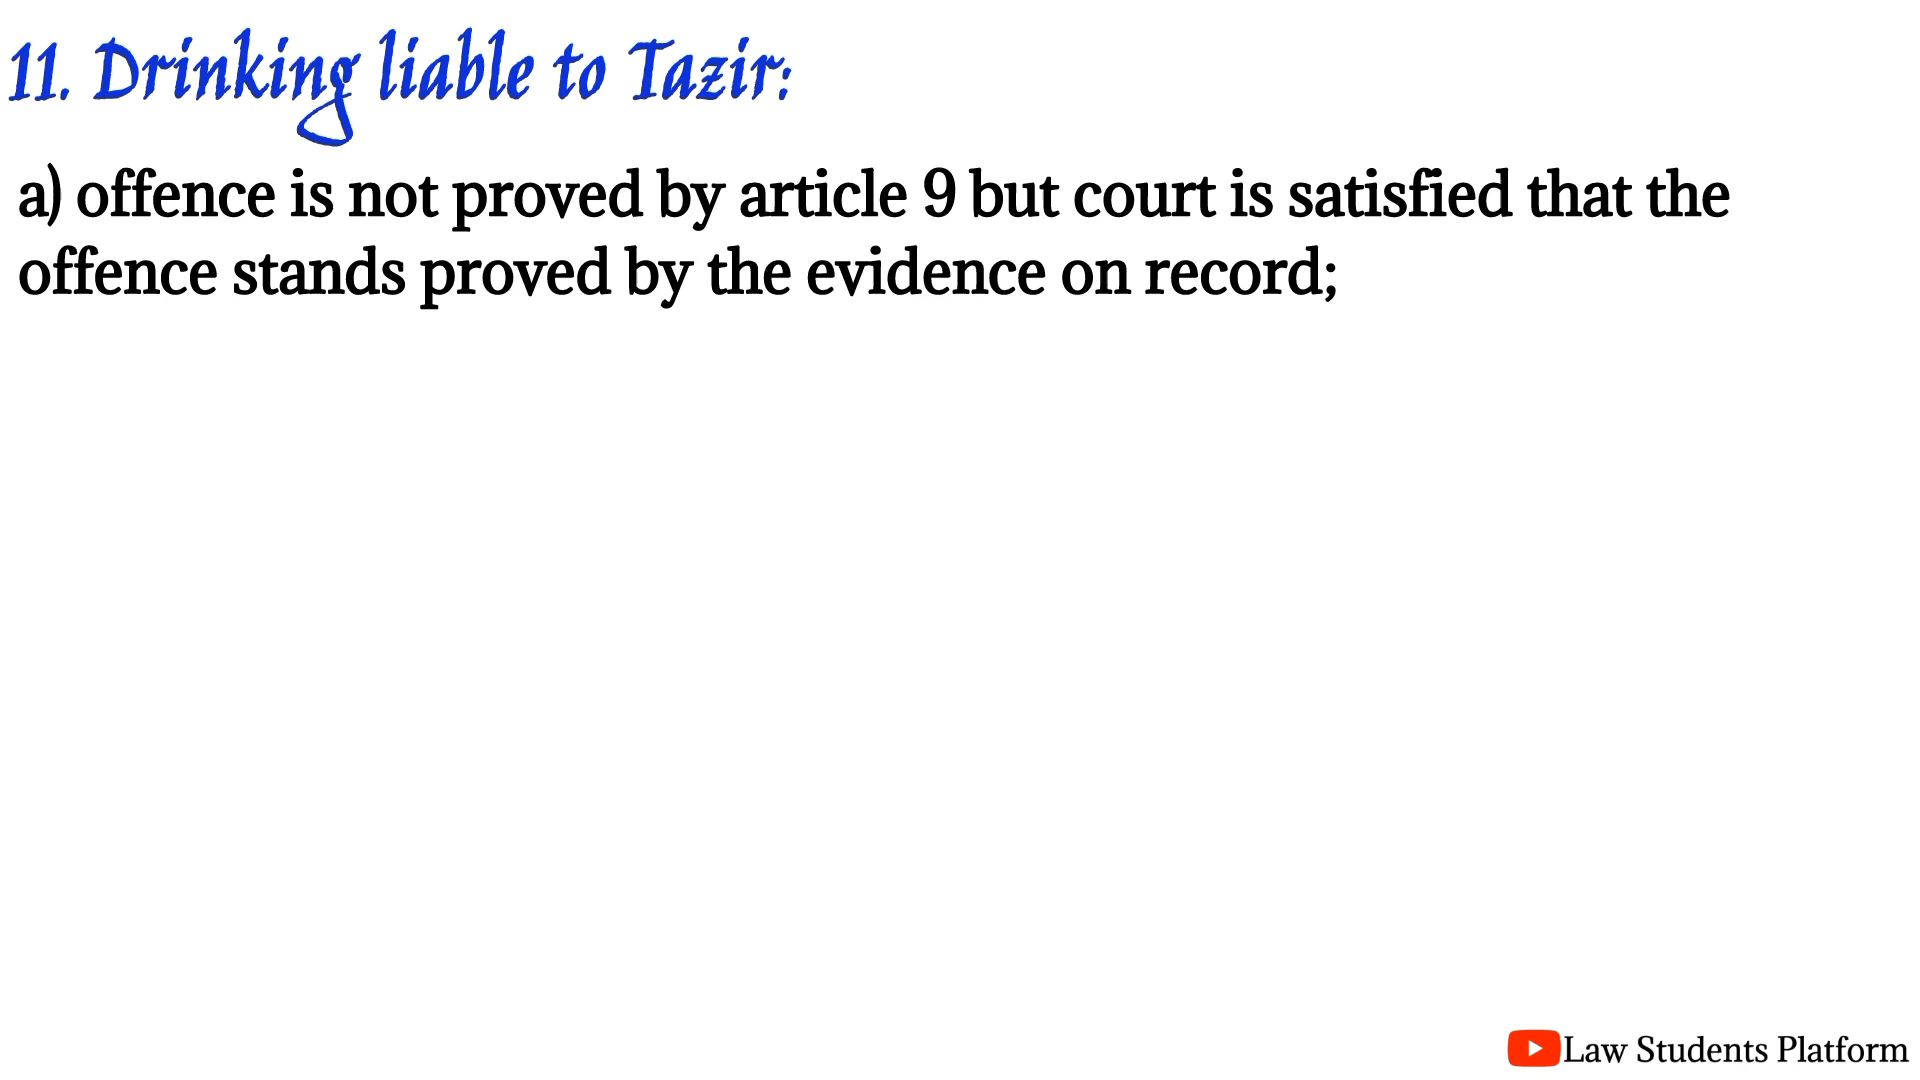 11. Drinking liable to Tazir:
a) offence is not proved by article 9 but court is satisfied that the
offence stands proved by the evidence on record;
Law Students Platform